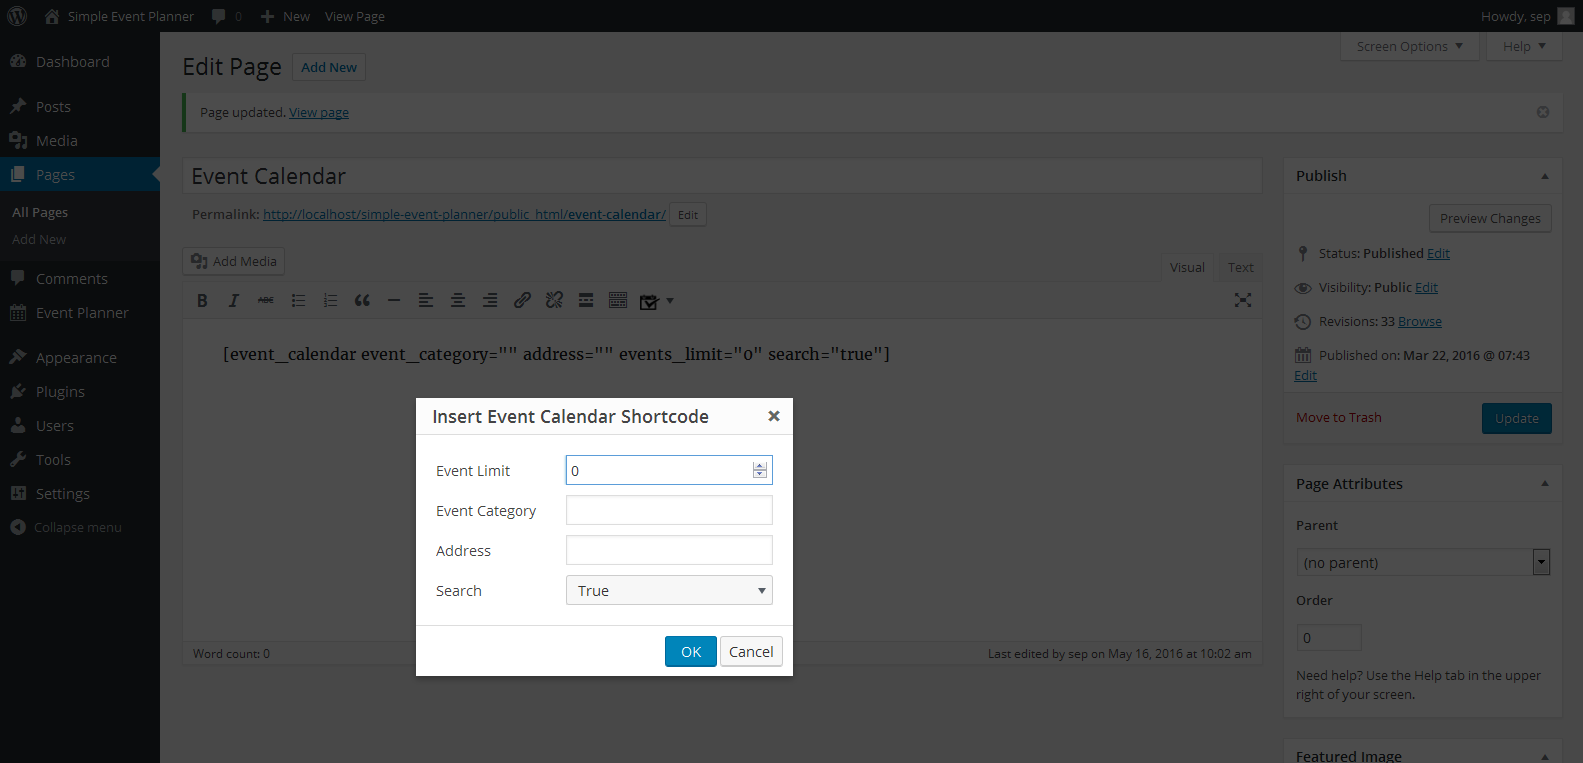 Simple Event Planner 0 New View Page Howdy, sep
Dashboard
Posts
Media
Pages
All Pages
Add New
Comments
Event Planner
Appearance
Plugins
Users
Tools
Settings
Collapse menu
Screen Options Help
Edit Page Add New
Page updated. View page
Event Calendar
Permalink: http://localhost/simple-event-planner/public_html/event-calendar/ Edit
Add Media
Visual Text
B I ABC
[event_calendar event_category="" address="" events_limit="0" search="true"]
Insert Event Calendar Shortcode
Event Limit 0
Event Category
Address
Search True
OK Cancel
Word count: 0 Last edited by sep on May 16, 2016 at 10:02 am
Publish
Preview Changes
Status: Published Edit
Visibility: Public Edit
Revisions: 33 Browse
Published on: Mar 22, 2016 @ 07:43
Edit
Move to Trash Update
Page Attributes
Parent
(no parent)
Order
0
Need help? Use the Help tab in the upper
right of your screen.
Featured Image